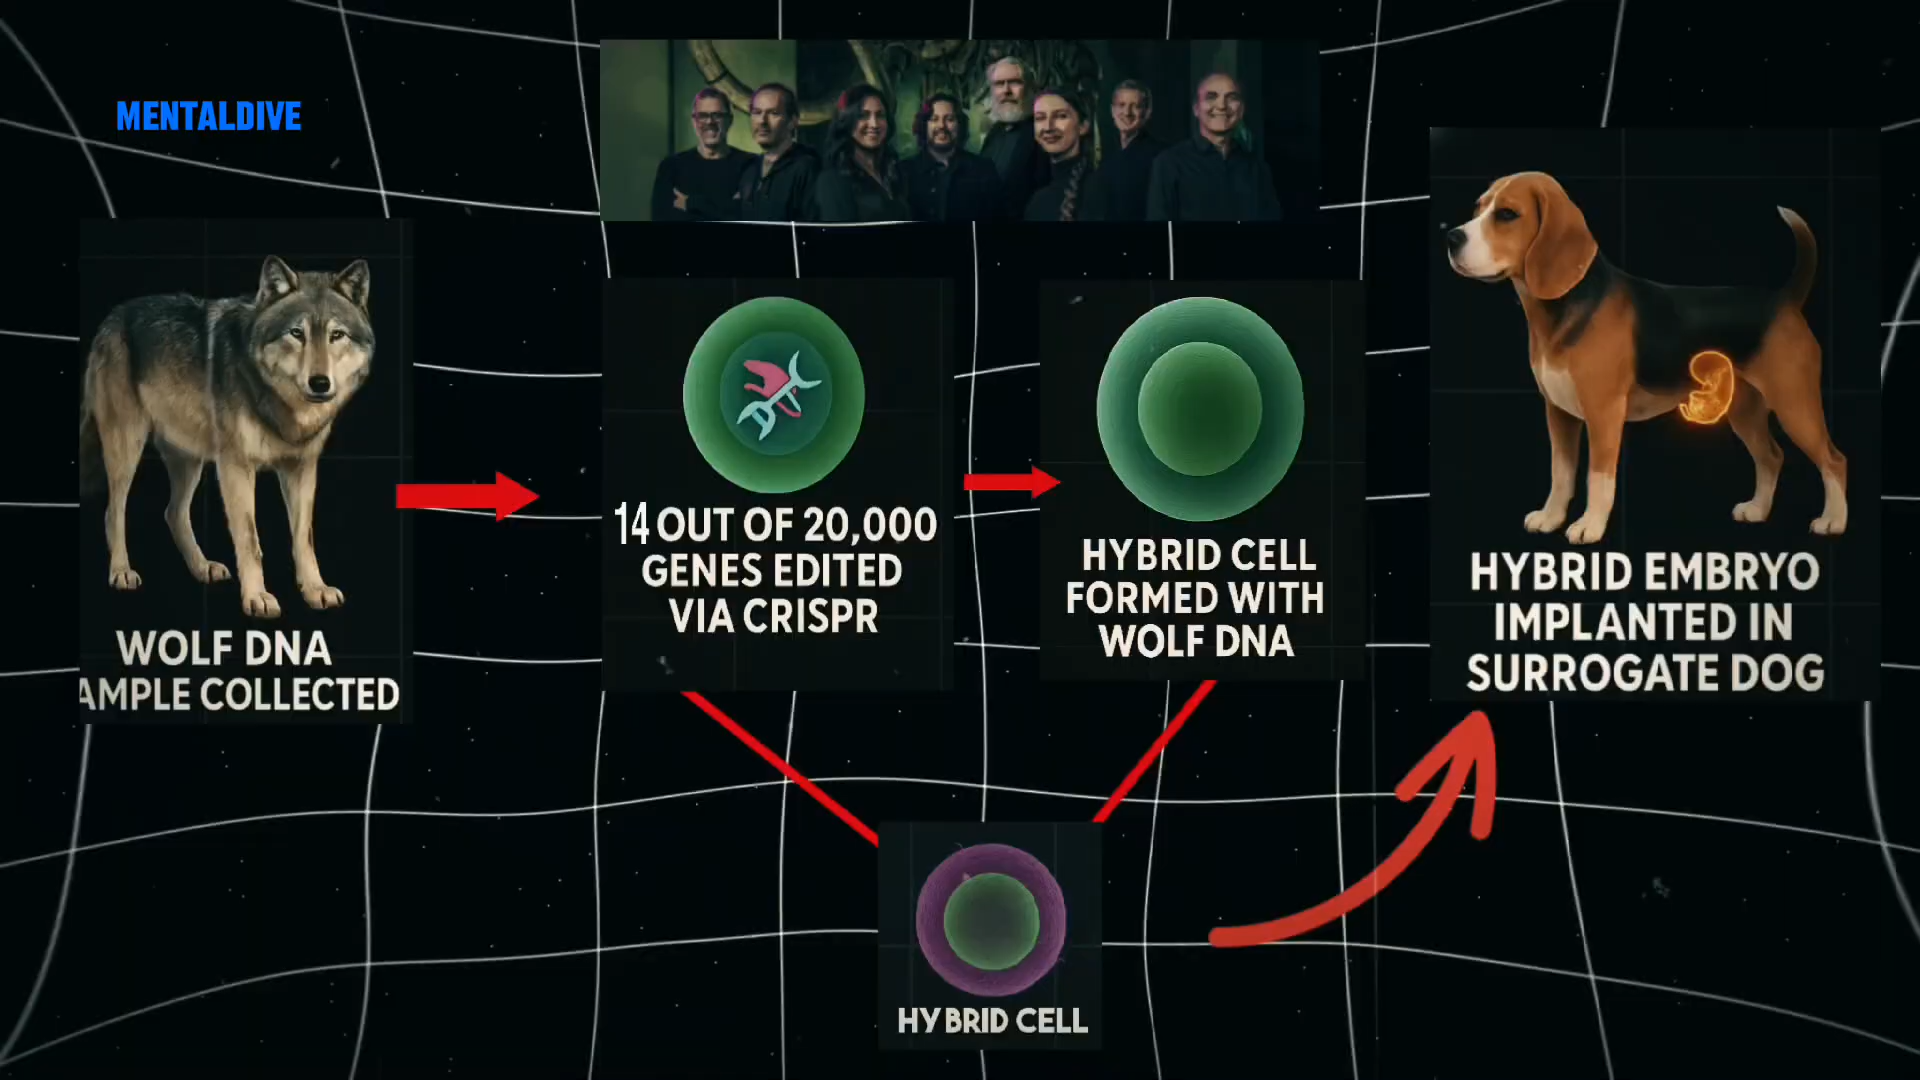 MENTALDIVE
WOLF DNA
AMPLE COLLECTED
14 OUT OF 20,000
GENES EDITED
VIA CRISPR
HYBRID CELL
FORMED WITH
WOLF DNA
HYBRID EMBRYO
IMPLANTED IN
SURROGATE DOG
HYBRID CELL